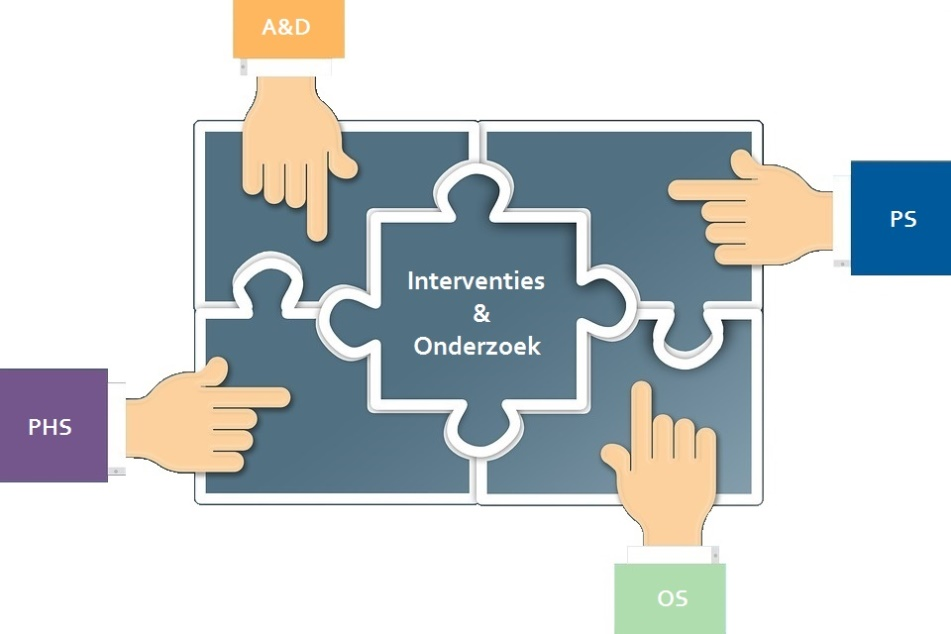 A&D
PS
Interventies
&
Onderzoek
PHS
OS